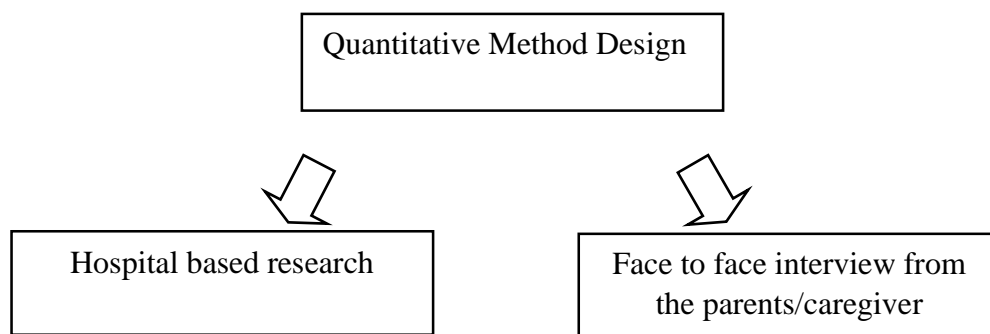 Quantitative Method Design
Hospital based research
Face to face interview from
the parents/caregiver